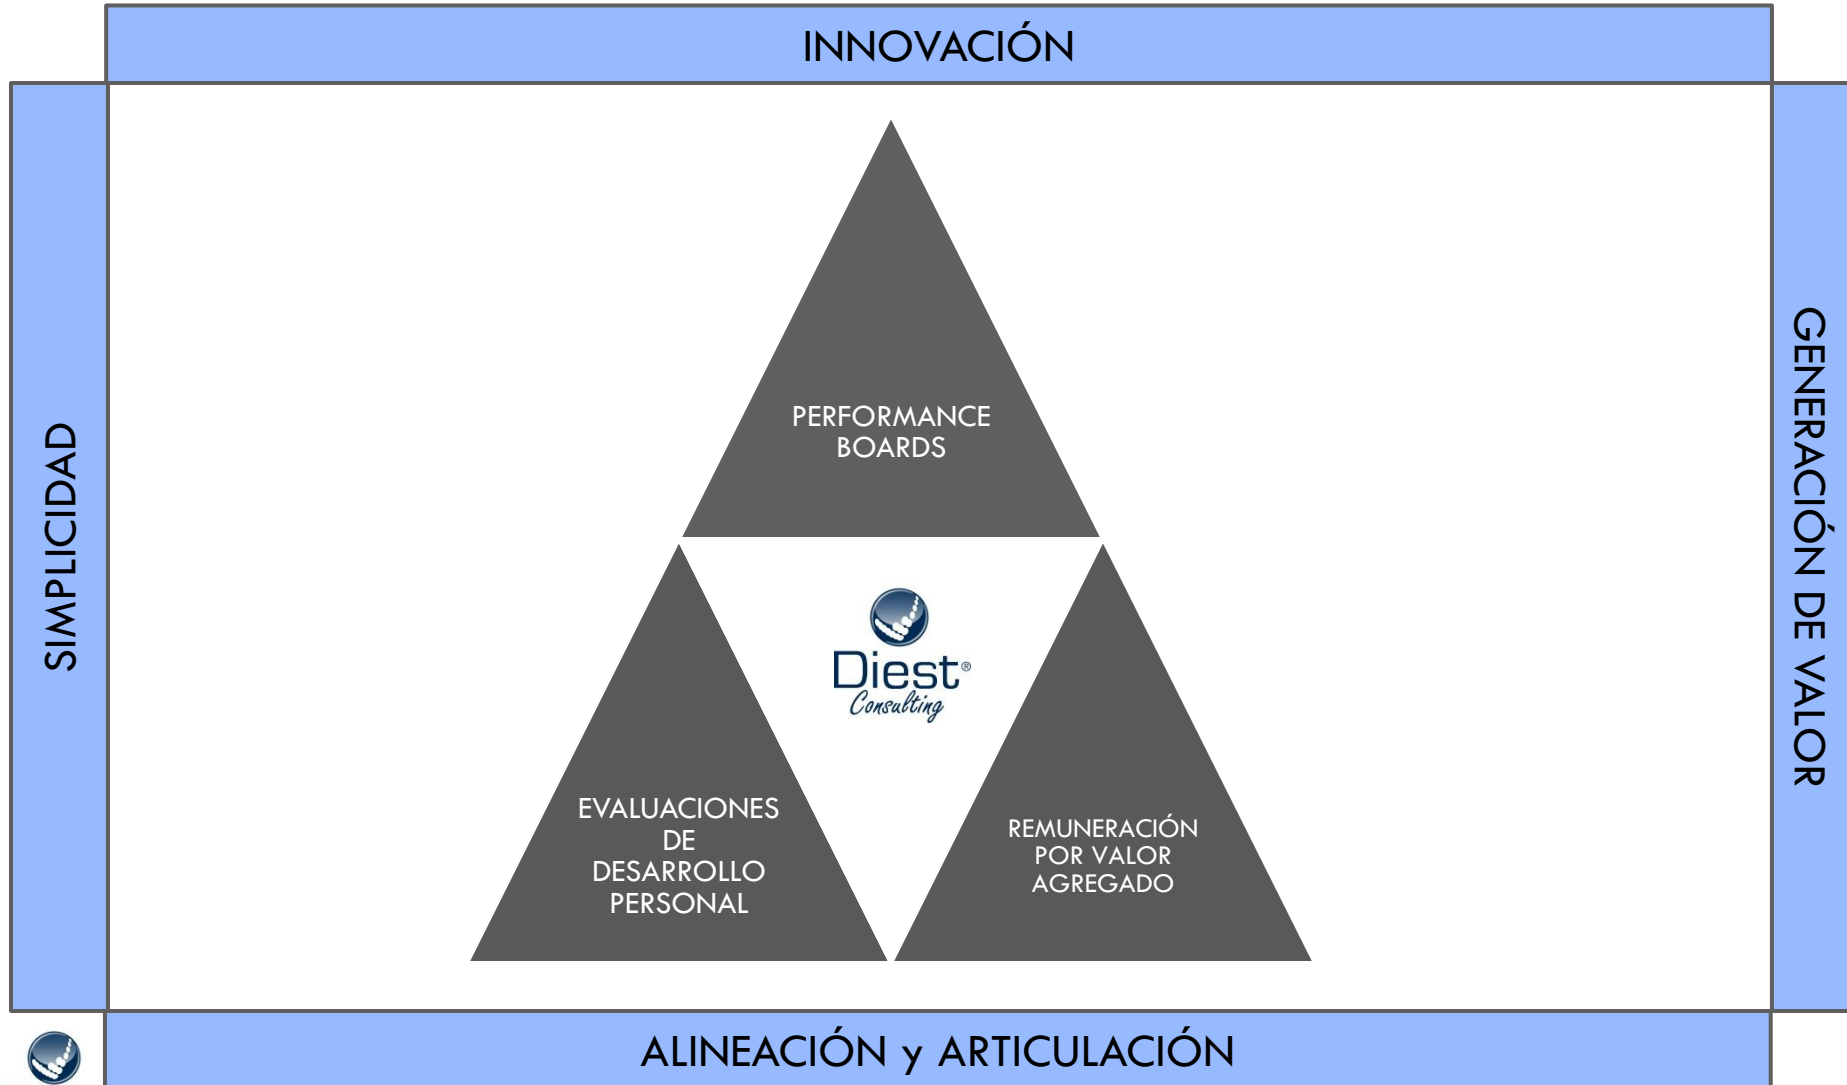 INNOVACIÓN
SIMPLICIDAD
PERFORMANCE
BOARDS
Diest®
Consulting
EVALUACIONES
DE
DESARROLLO
PERSONAL
REMUNERACIÓN
POR VALOR
AGREGADO
GENERACIÓN DE VALOR
ALINEACIÓN y ARTICULACIÓN